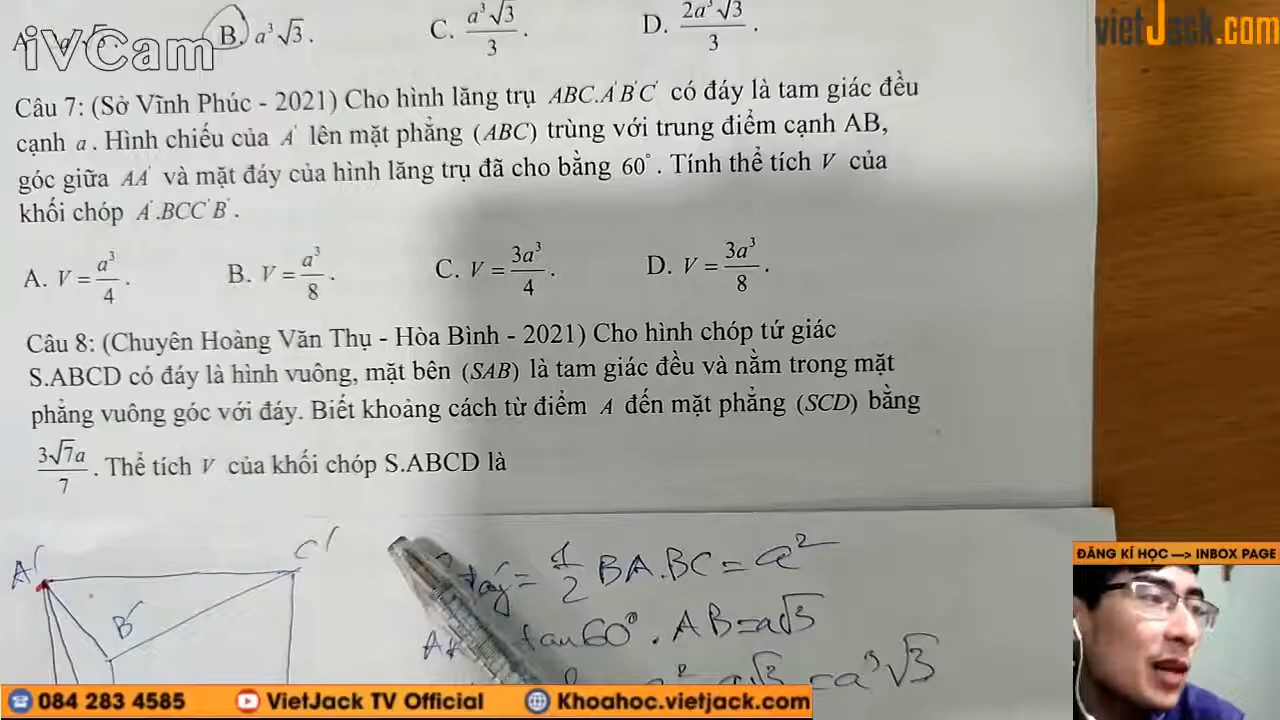 iVCam
vietJack.com
B. a³√3. C. a³√3/3. D. 2a³√3/3.
Câu 7: (Sở Vĩnh Phúc - 2021) Cho hình lăng trụ ABC.A'B'C' có đáy là tam giác đều
cạnh a. Hình chiếu của A' lên mặt phẳng (ABC) trùng với trung điểm cạnh AB,
góc giữa AA' và mặt đáy của hình lăng trụ đã cho bằng 60°. Tính thể tích V của
khối chóp A'.BCC'B'.
A. V = a³/4. B. V = a³/8. C. V = 3a³/4. D. V = 3a³/8.
Câu 8: (Chuyên Hoàng Văn Thụ - Hòa Bình - 2021) Cho hình chóp tứ giác
S.ABCD có đáy là hình vuông, mặt bên (SAB) là tam giác đều và nằm trong mặt
phẳng vuông góc với đáy. Biết khoảng cách từ điểm A đến mặt phẳng (SCD) bằng
3√7a/7. Thể tích V của khối chóp S.ABCD là
A' C'
đáy = 1/2 BA.BC = a²
B'
tan60°. AB = a√3
= a³√3
ĐĂNG KÍ HỌC —> INBOX PAGE
084 283 4585 VietJack TV Official Khoahoc.vietjack.com